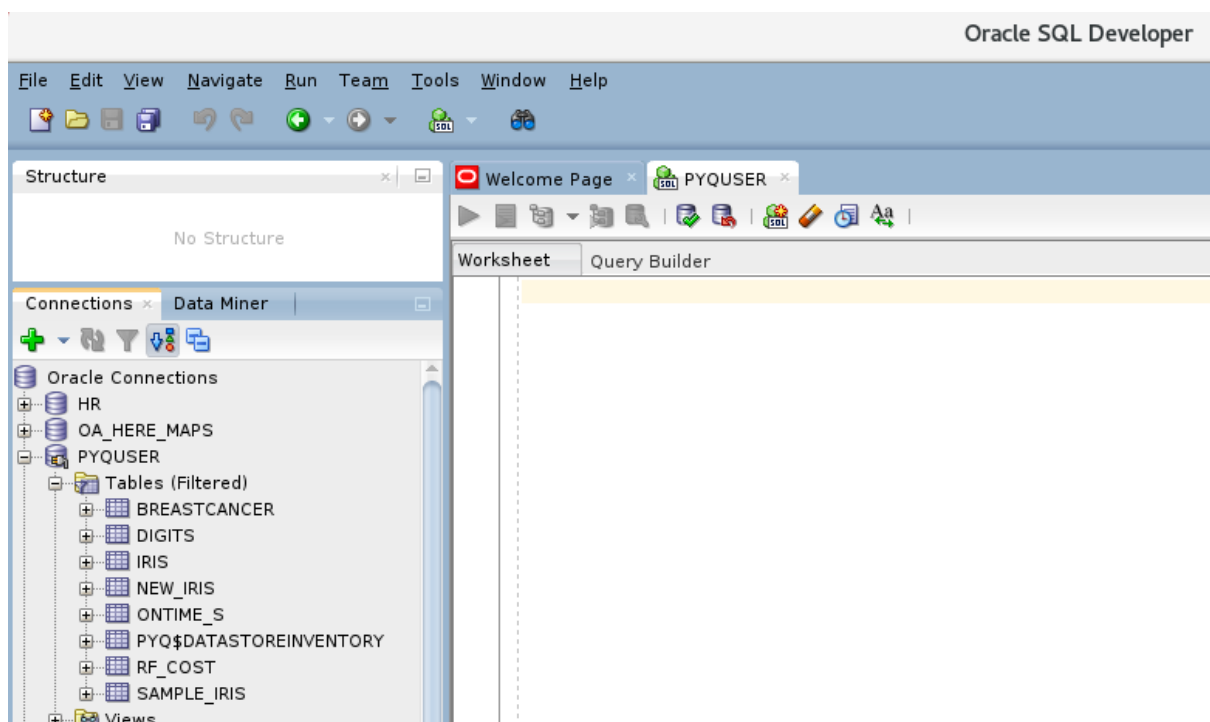 Oracle SQL Developer
File Edit View Navigate Run Team Tools Window Help
Structure
No Structure
Connections Data Miner
Oracle Connections
HR
OA_HERE_MAPS
PYQUSER
Tables (Filtered)
BREASTCANCER
DIGITS
IRIS
NEW_IRIS
ONTIME_S
PYQ$DATASTOREINVENTORY
RF_COST
SAMPLE_IRIS
Views
Welcome Page PYQUSER
Worksheet Query Builder